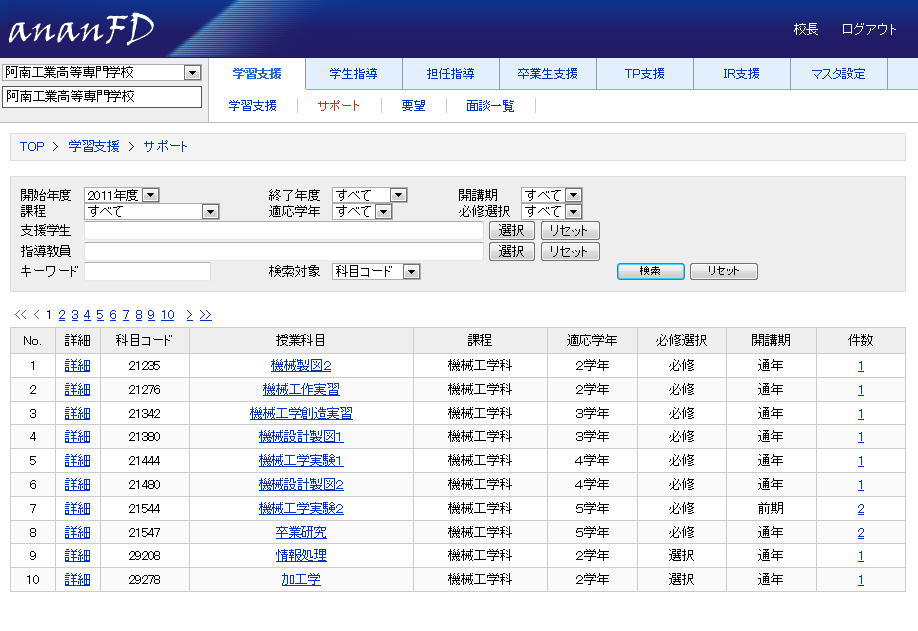 ananFD
校長 ログアウト
阿南工業高等専門学校
阿南工業高等専門学校
学習支援 学生指導 担任指導 卒業生支援 TP支援 IR支援 マスタ設定
学習支援 サポート 要望 面談一覧
TOP > 学習支援 > サポート
開始年度 2011年度 終了年度 すべて 開講期 すべて
課程 すべて 適応学年 すべて 必修選択 すべて
支援学生 選択 リセット
指導教員 選択 リセット
キーワード 検索対象 科目コード 検索 リセット
<< < 1 2 3 4 5 6 7 8 9 10 > >>
No. 詳細 科目コード 授業科目 課程 適応学年 必修選択 開講期 件数
1 詳細 21235 機械製図2 機械工学科 2学年 必修 通年 1
2 詳細 21276 機械工作実習 機械工学科 2学年 必修 通年 1
3 詳細 21342 機械工学創造実習 機械工学科 3学年 必修 通年 1
4 詳細 21380 機械設計製図1 機械工学科 3学年 必修 通年 1
5 詳細 21444 機械工学実験1 機械工学科 4学年 必修 通年 1
6 詳細 21480 機械設計製図2 機械工学科 4学年 必修 通年 1
7 詳細 21544 機械工学実験2 機械工学科 5学年 必修 前期 2
8 詳細 21547 卒業研究 機械工学科 5学年 必修 通年 2
9 詳細 29208 情報処理 機械工学科 2学年 選択 通年 1
10 詳細 29278 加工学 機械工学科 2学年 選択 通年 1